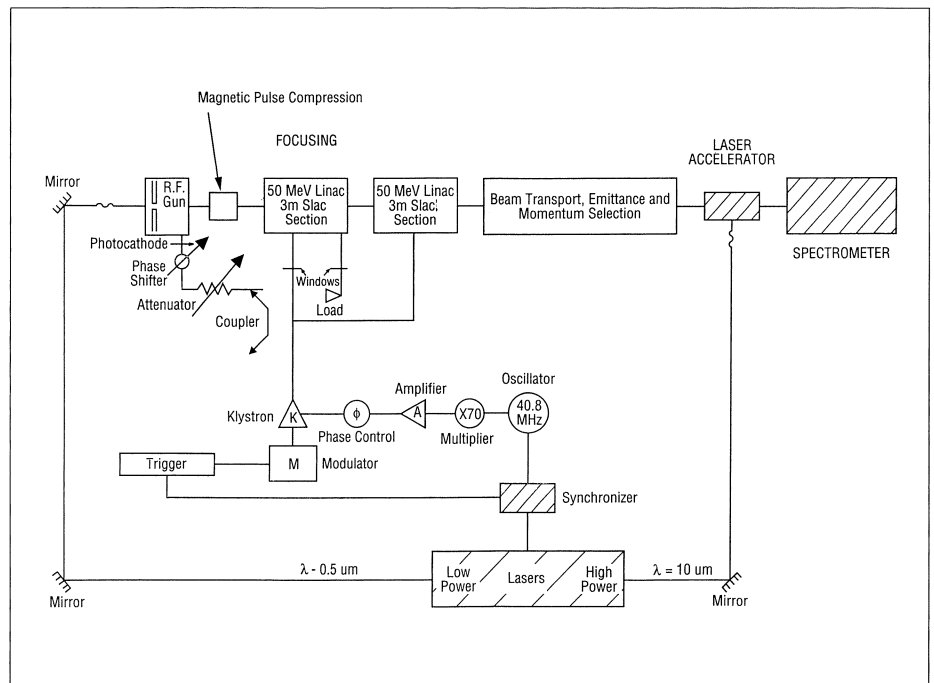 Magnetic Pulse Compression
FOCUSING
LASER
ACCELERATOR
Mirror
R.F.
Gun
50 MeV Linac
3m Slac
Section
50 MeV Linac
3m Slac
Section
Beam Transport, Emittance and
Momentum Selection
SPECTROMETER
Photocathode
Phase
Shifter
Attenuator
Coupler
Windows
Load
Oscillator
Amplifier
40.8
MHz
Klystron
K
ϕ
A
X70
Phase Control
Multiplier
Trigger
M
Modulator
Synchronizer
λ - 0.5 um
Low
Power
Lasers
High
Power
λ = 10 um
Mirror
Mirror